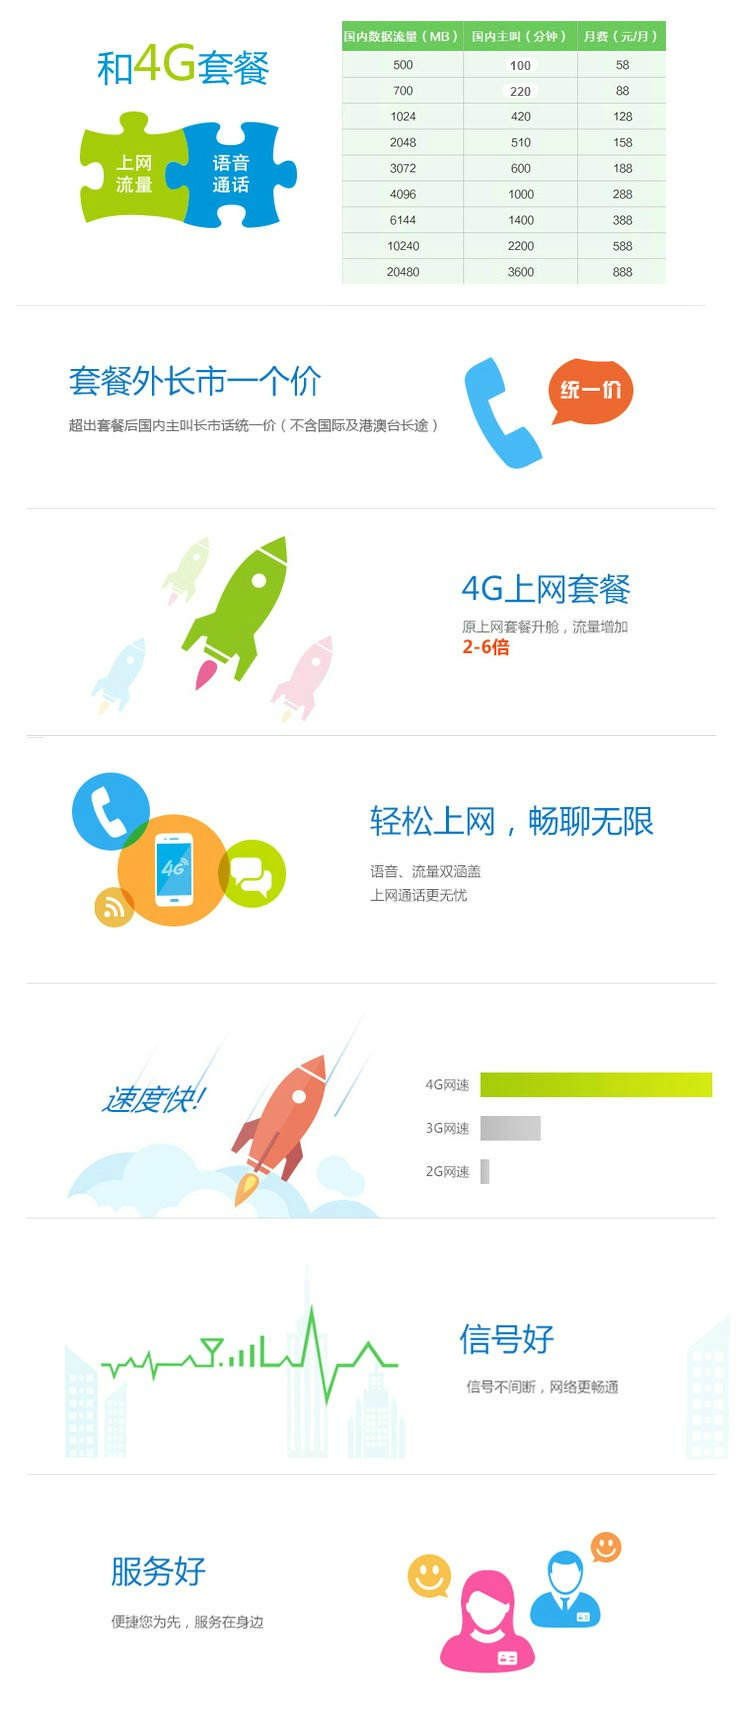 和4G套餐
上网
流量
语音
通话
国内数据流量（MB） 国内主叫（分钟） 月费（元/月）
500 100 58
700 220 88
1024 420 128
2048 510 158
3072 600 188
4096 1000 288
6144 1400 388
10240 2200 588
20480 3600 888
套餐外长市一个价
超出套餐后国内主叫长市话统一价（不含国际及港澳台长途）
统一价
4G上网套餐
原上网套餐升舱，流量增加
2-6倍
4G
轻松上网，畅聊无限
语音、流量双涵盖
上网通话更无忧
速度快!
4G网速
3G网速
2G网速
信号好
信号不间断，网络更畅通
服务好
便捷您为先，服务在身边